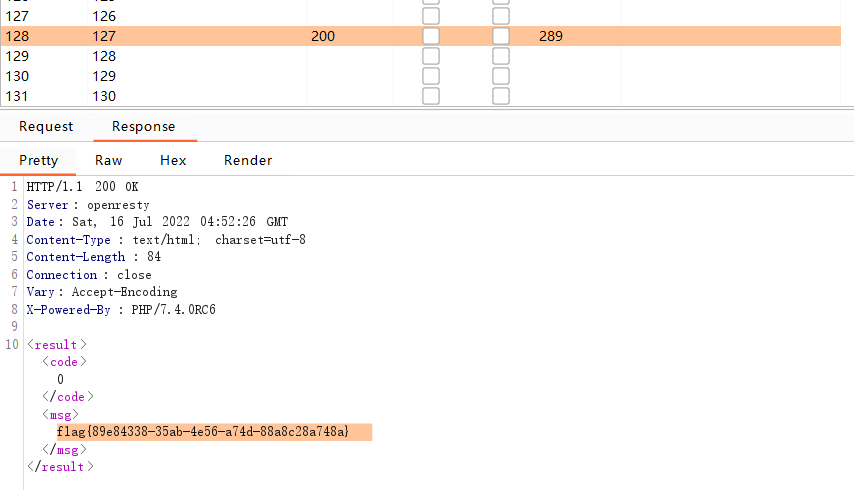 126 125
127 126
128 127 200 289
129 128
130 129
131 130
Request Response
Pretty Raw Hex Render
1 HTTP/1.1 200 OK
2 Server : openresty
3 Date : Sat, 16 Jul 2022 04:52:26 GMT
4 Content-Type : text/html; charset=utf-8
5 Content-Length : 84
6 Connection : close
7 Vary : Accept-Encoding
8 X-Powered-By : PHP/7.4.0RC6
9
10 <result>
<code>
0
</code>
<msg>
flag{89e84338-35ab-4e56-a74d-88a8c28a748a}
</msg>
</result>